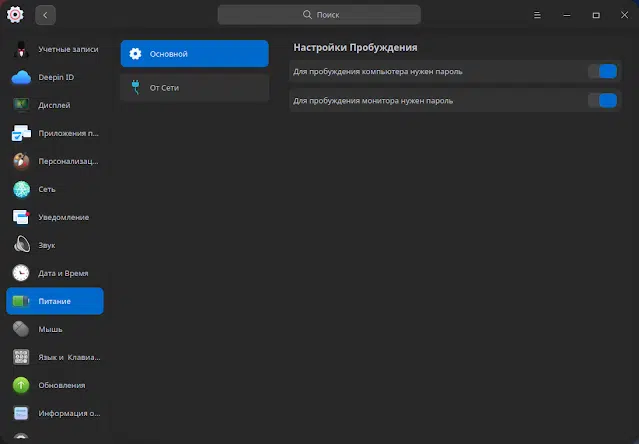 Поиск
Учетные записи
Deepin ID
Дисплей
Приложения п...
Персонализац...
Сеть
Уведомление
Звук
Дата и Время
Питание
Мышь
Язык и Клавиа...
Обновления
Информация о...
Основной
От Сети
Настройки Пробуждения
Для пробуждения компьютера нужен пароль
Для пробуждения монитора нужен пароль